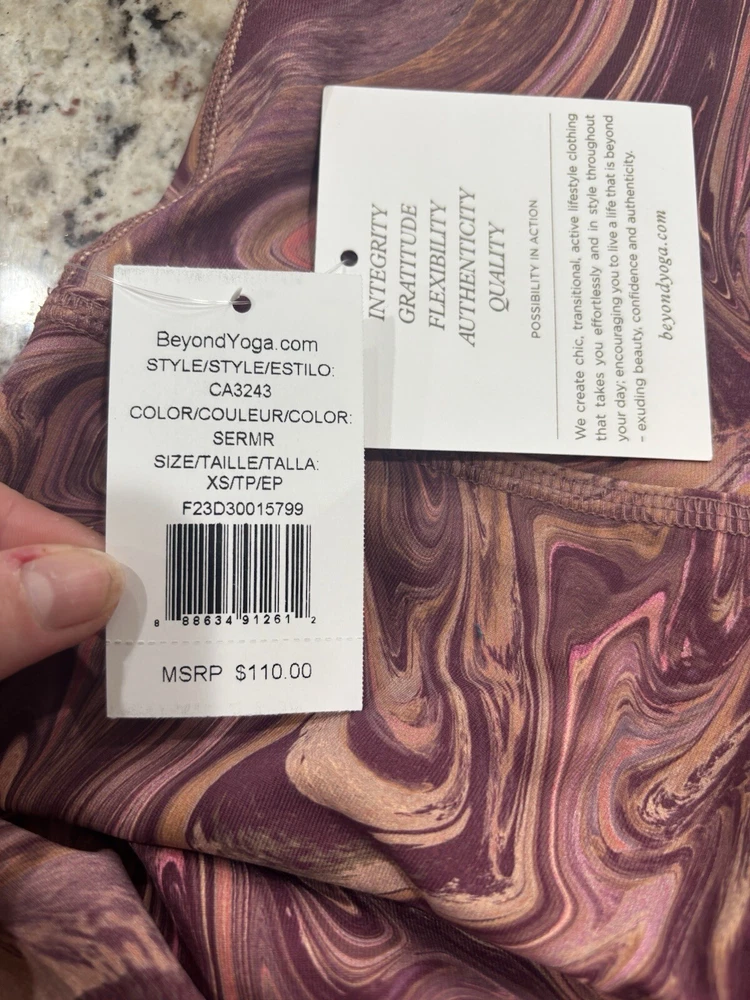 BeyondYoga.com
STYLE/STYLE/ESTILO:
CA3243
COLOR/COULEUR/COLOR:
SERMR
SIZE/TAILLE/TALLA:
XS/TP/EP
F23D30015799
8 88634 91261 2
MSRP $110.00
INTEGRITY
GRATITUDE
FLEXIBILITY
AUTHENTICITY
QUALITY
POSSIBILITY IN ACTION
We create chic, transitional, active lifestyle clothing
that takes you effortlessly and in style throughout
your day; encouraging you to live a life that is beyond
- exuding beauty, confidence and authenticity.
beyondyoga.com